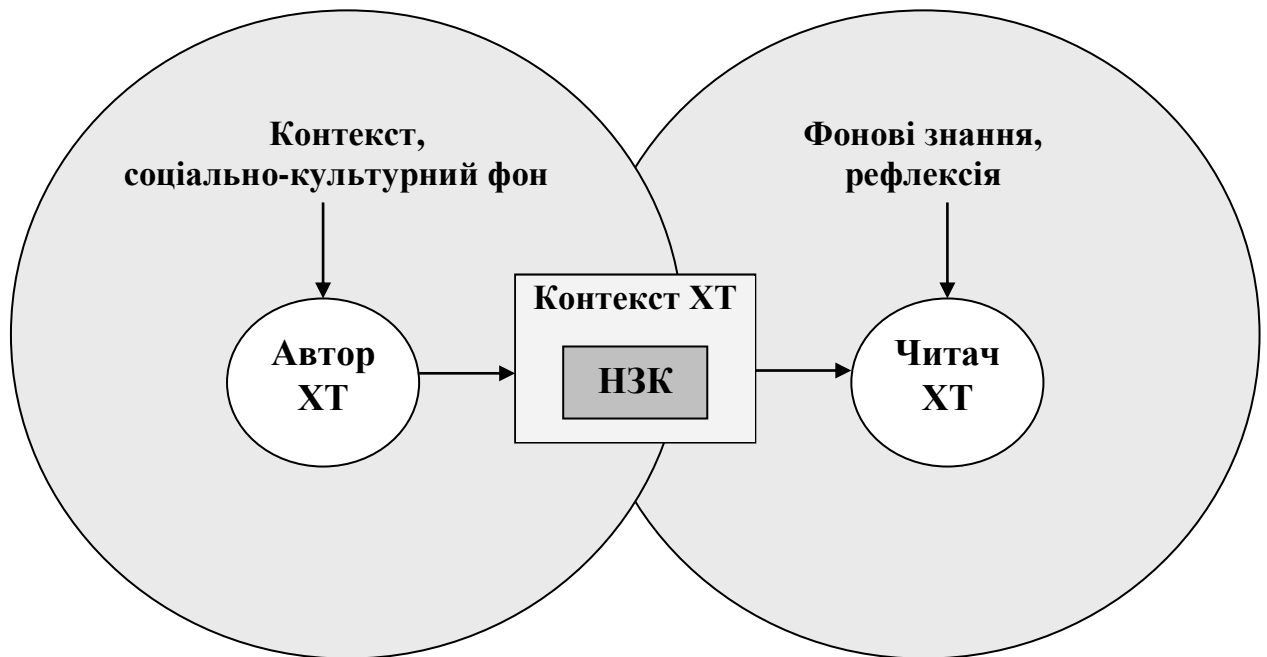 Контекст,
соціально-культурний фон
Фонові знання,
рефлексія
Контекст ХТ
НЗК
Автор
ХТ
Читач
ХТ